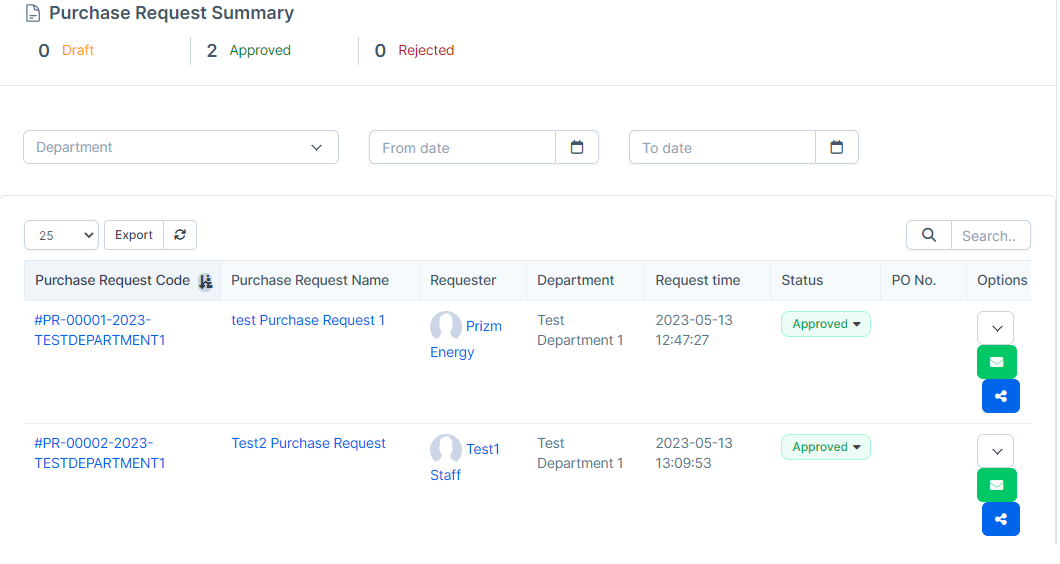 Purchase Request Summary
0 Draft 2 Approved 0 Rejected
Department From date To date
25 Export Search..
Purchase Request Code Purchase Request Name Requester Department Request time Status PO No. Options
#PR-00001-2023- test Purchase Request 1 Prizm Test 2023-05-13 Approved
TESTDEPARTMENT1 Energy Department 1 12:47:27
#PR-00002-2023- Test2 Purchase Request Test1 Test 2023-05-13 Approved
TESTDEPARTMENT1 Staff Department 1 13:09:53